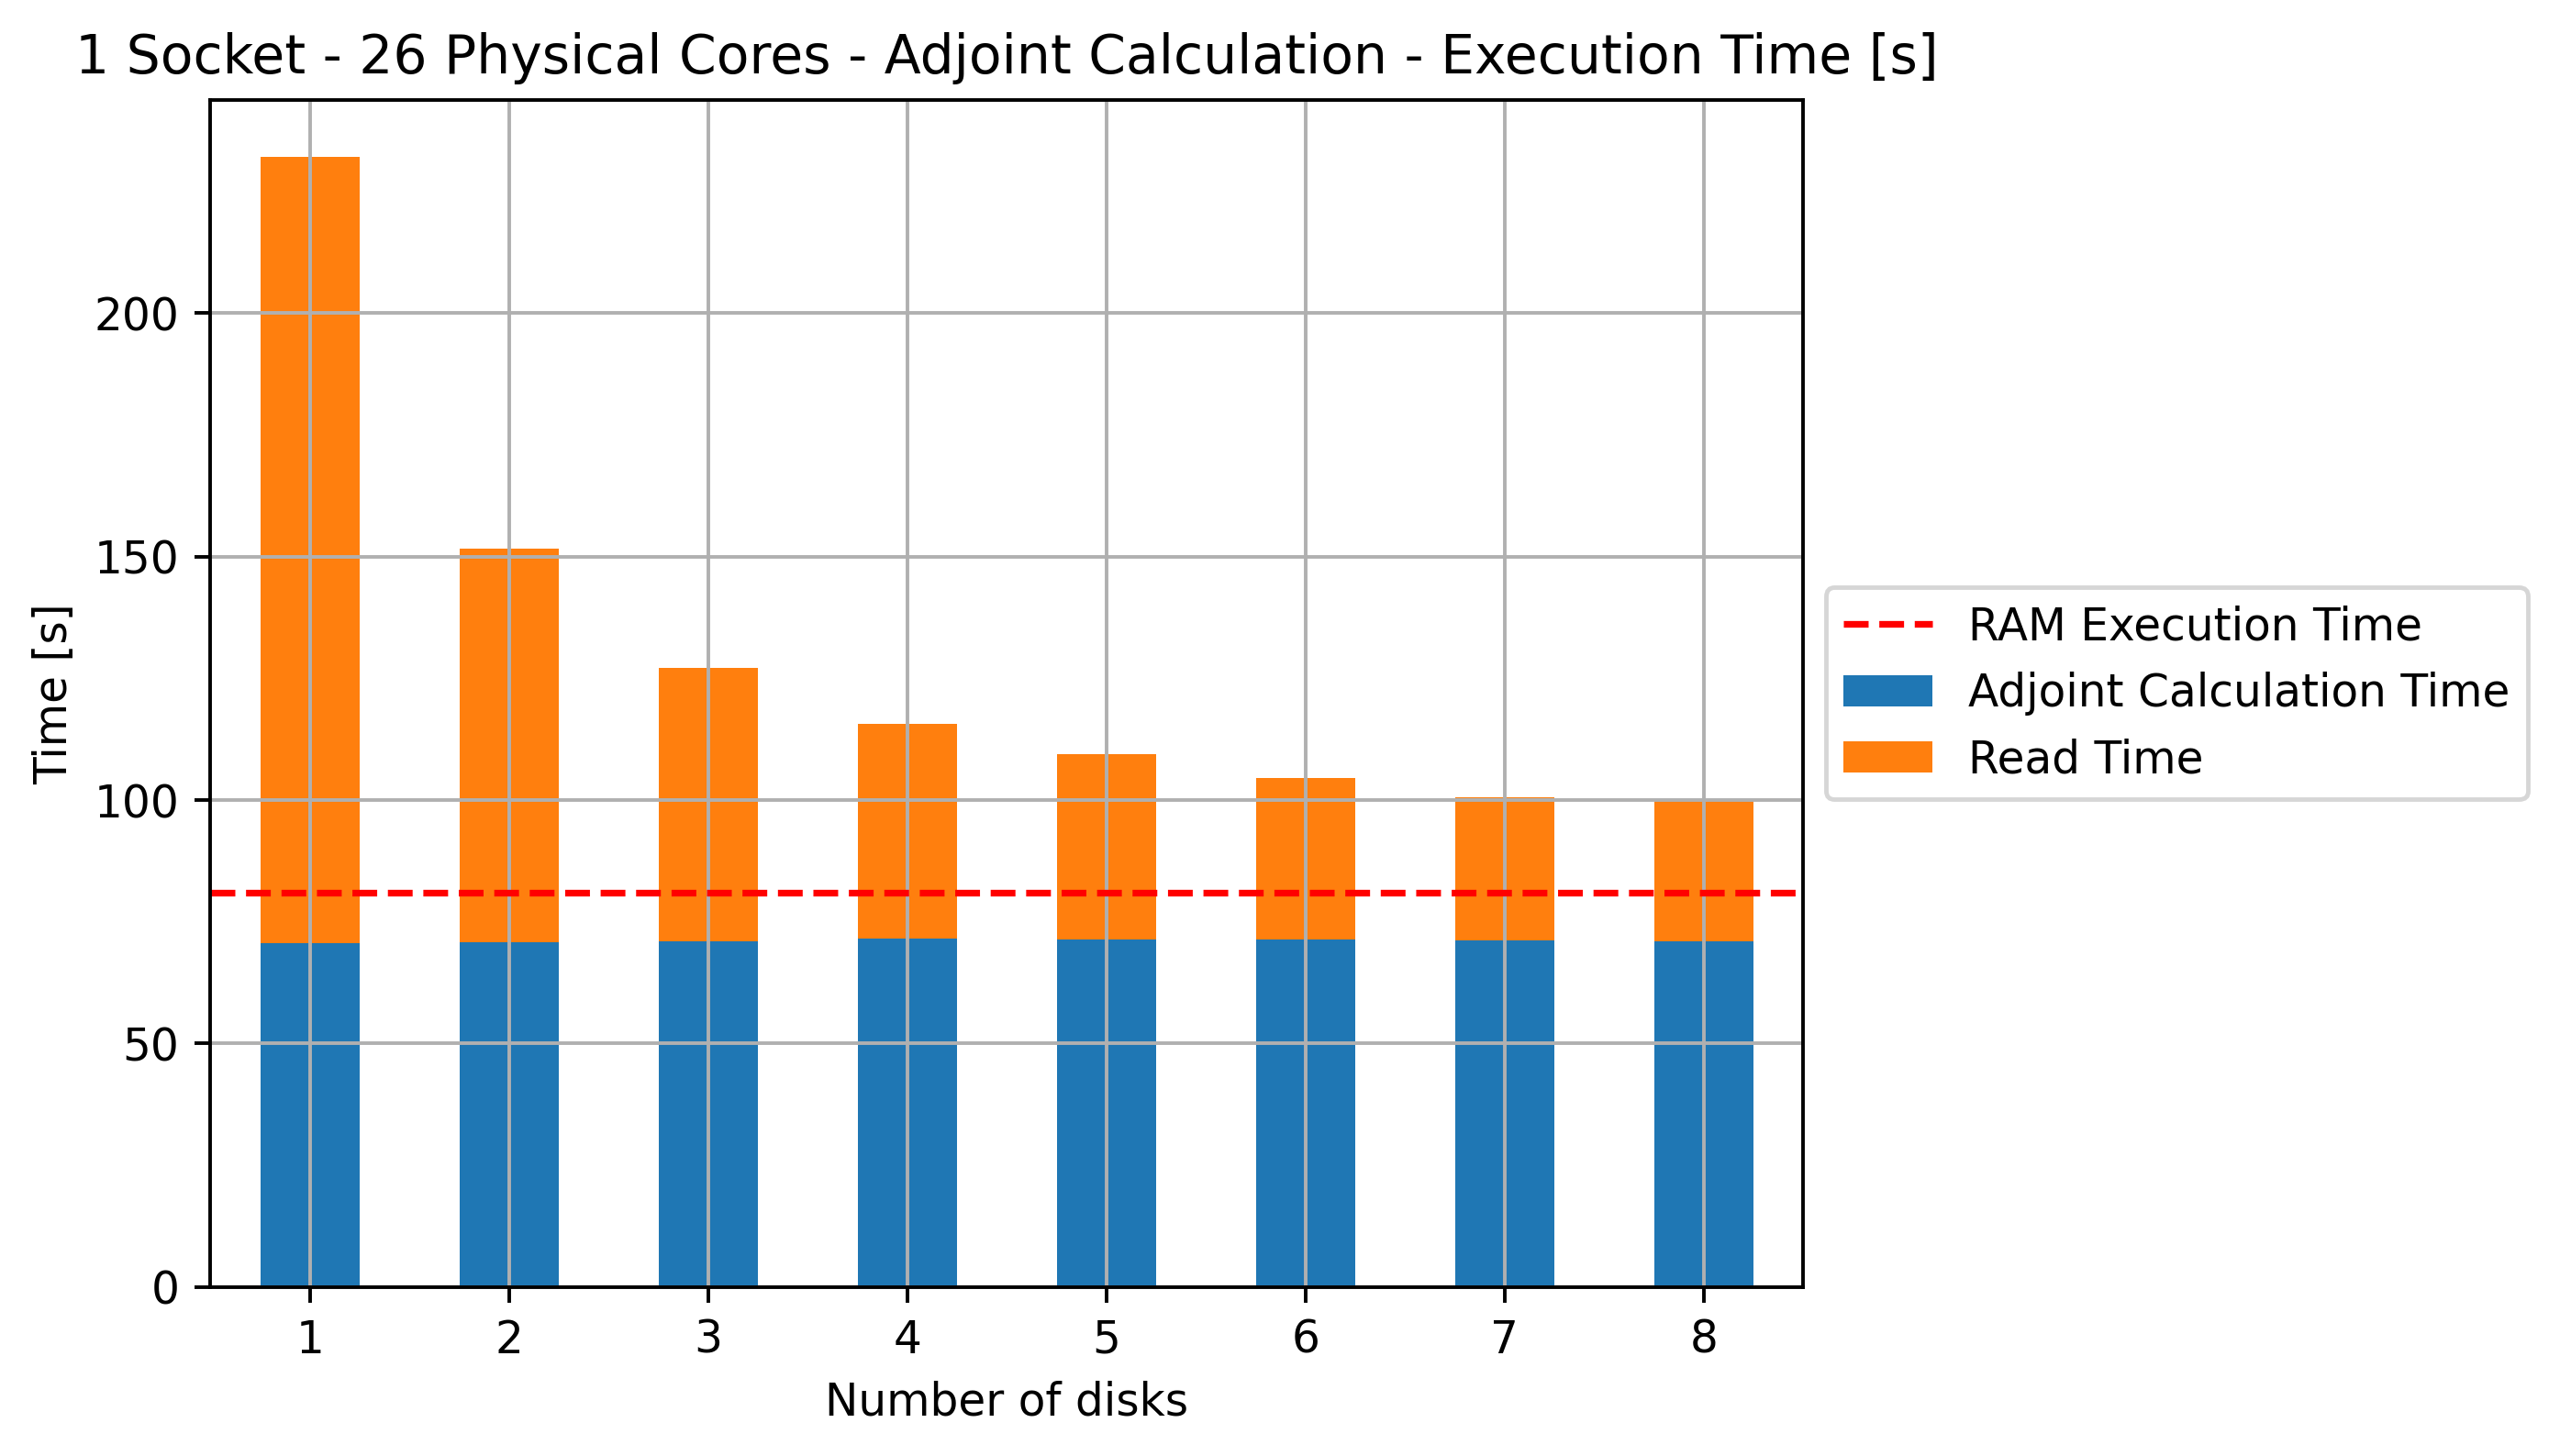 1 Socket - 26 Physical Cores - Adjoint Calculation - Execution Time [s]
Time [s]
200
150
100
50
0
1 2 3 4 5 6 7 8
Number of disks
RAM Execution Time
Adjoint Calculation Time
Read Time